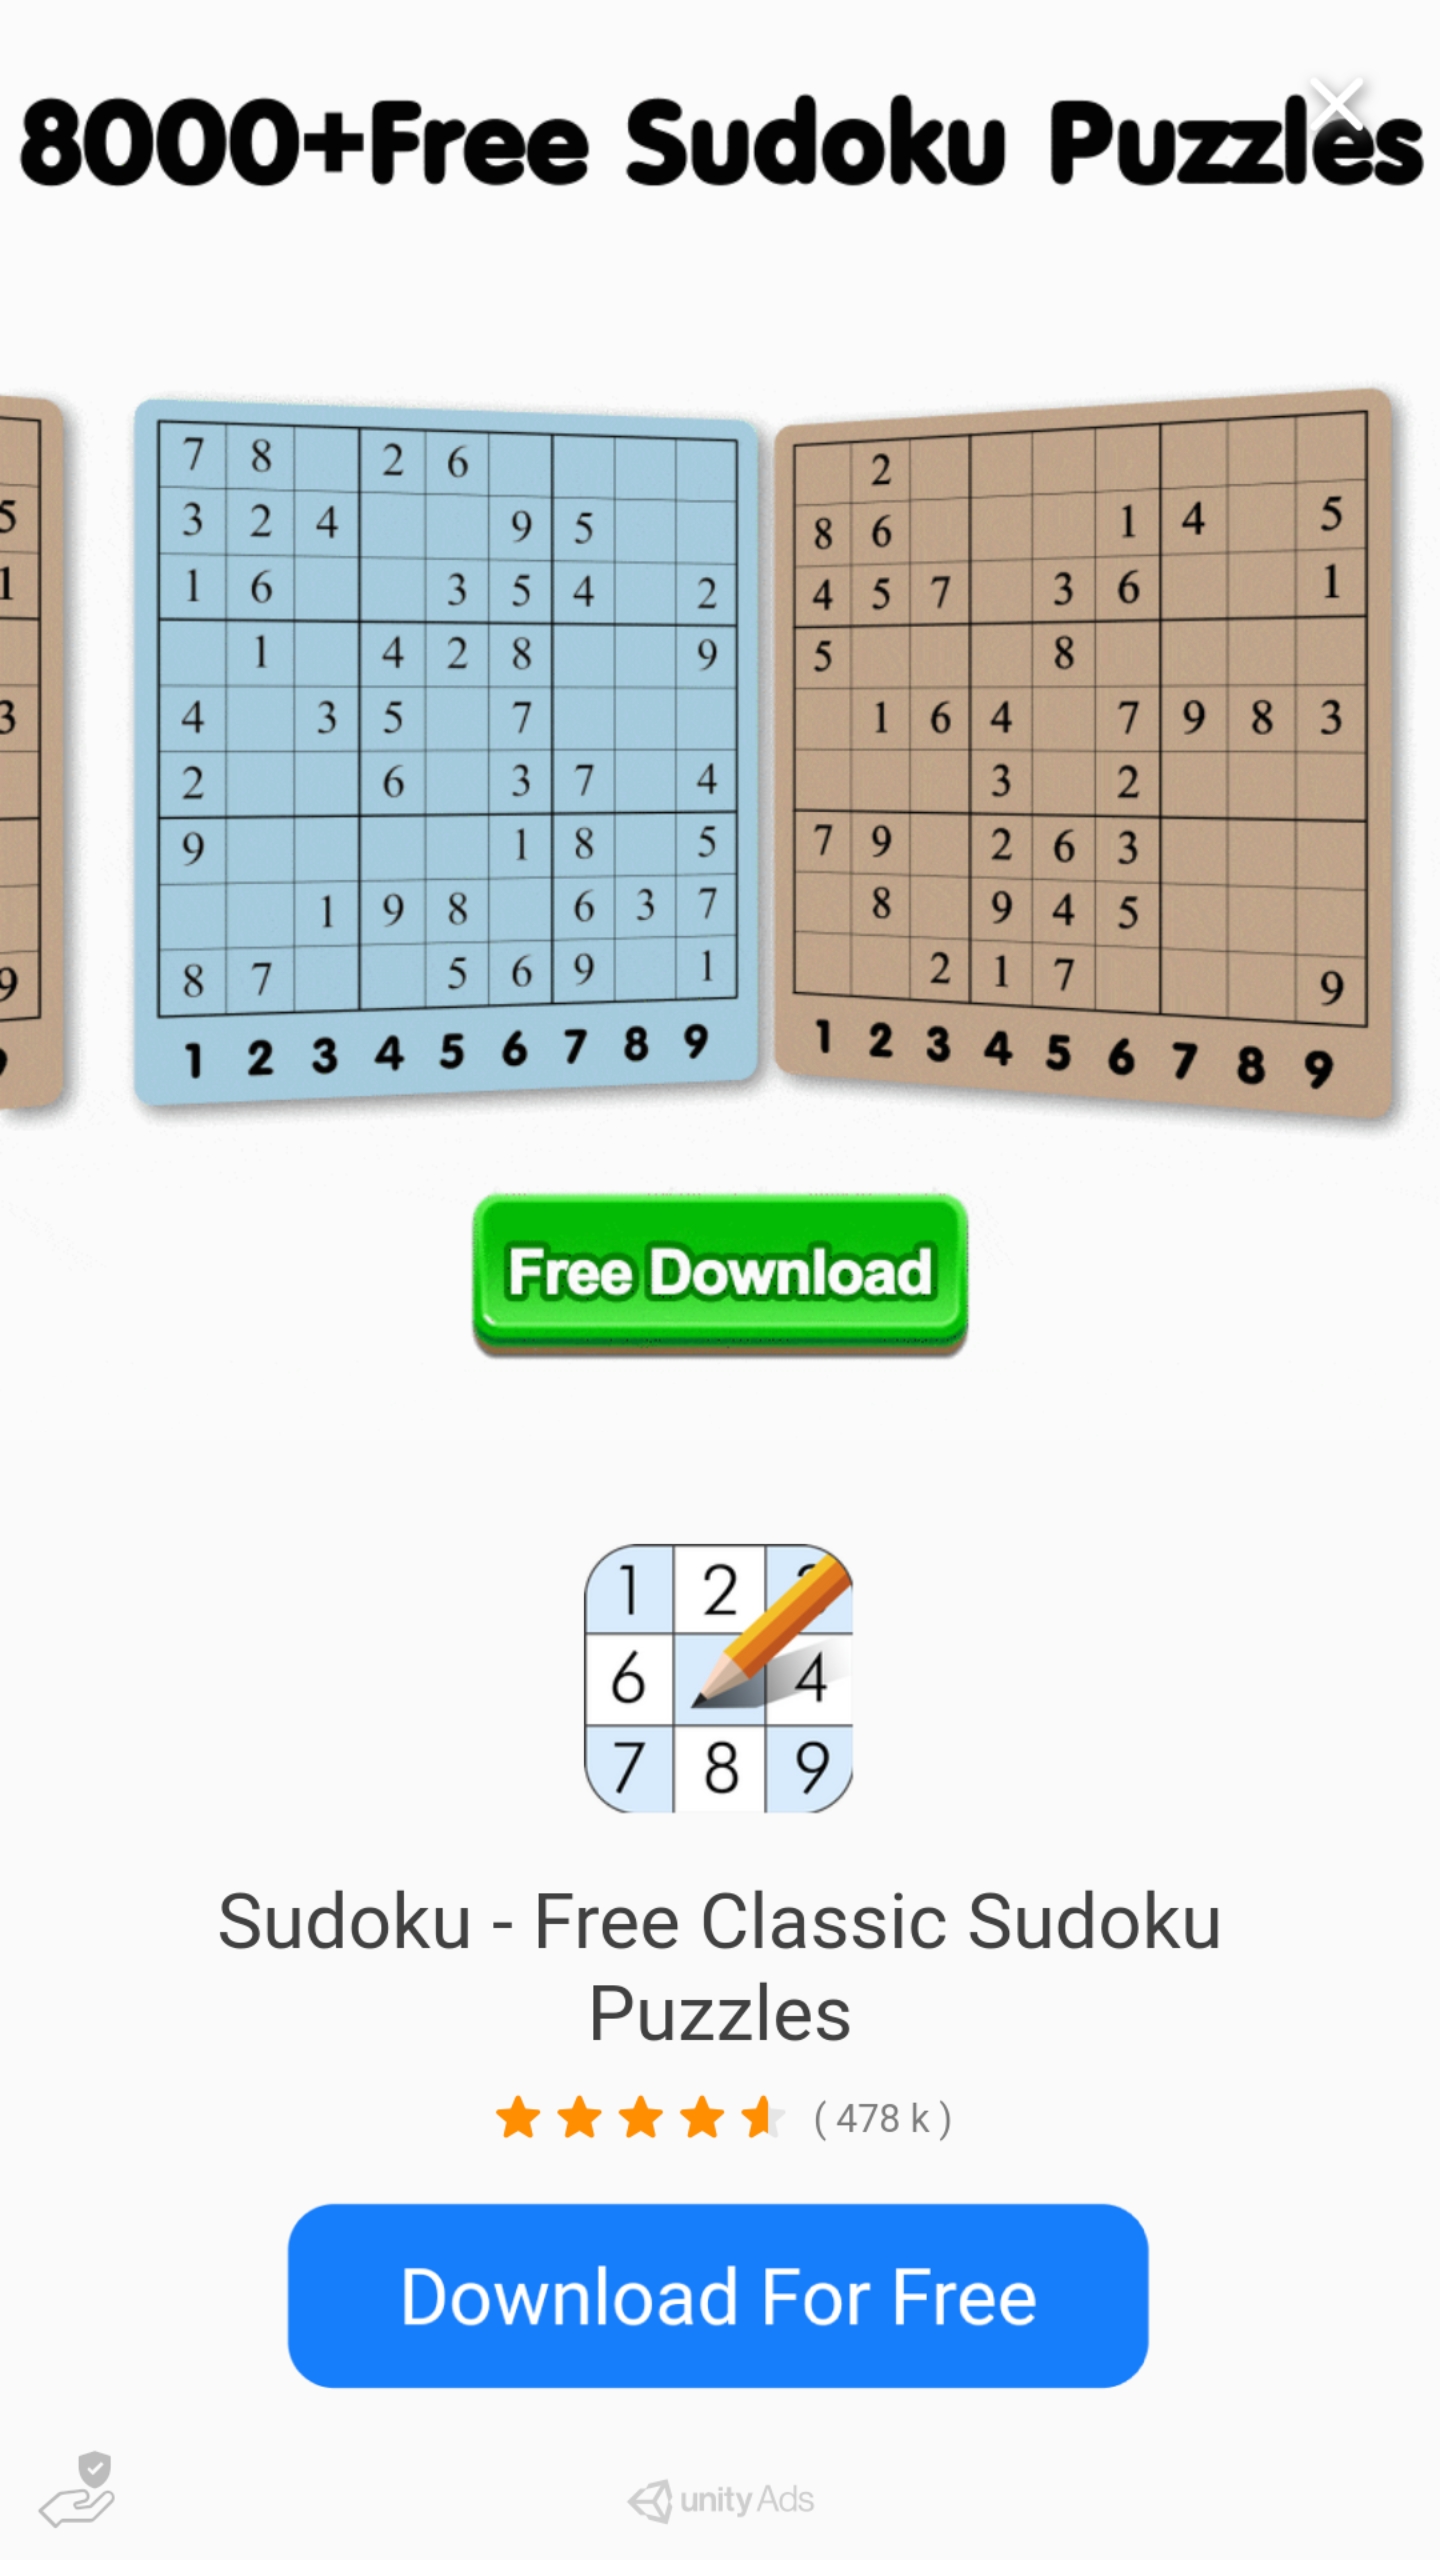 8000+Free Sudoku Puzzles
7 8 2 6
3 2 4 9 5
1 6 3 5 4 2
1 4 2 8 9
4 3 5 7
2 6 3 7 4
9 1 8 5
1 9 8 6 3 7
8 7 5 6 9 1
1 2 3 4 5 6 7 8 9
2
8 6 1 4 5
4 5 7 3 6 1
5 8
1 6 4 7 9 8 3
3 2
7 9 2 6 3
8 9 4 5
2 1 7 9
1 2 3 4 5 6 7 8 9
5
1
3
9
Free Download
1 2
6 4
7 8 9
Sudoku - Free Classic Sudoku
Puzzles
( 478 k )
Download For Free
unity Ads